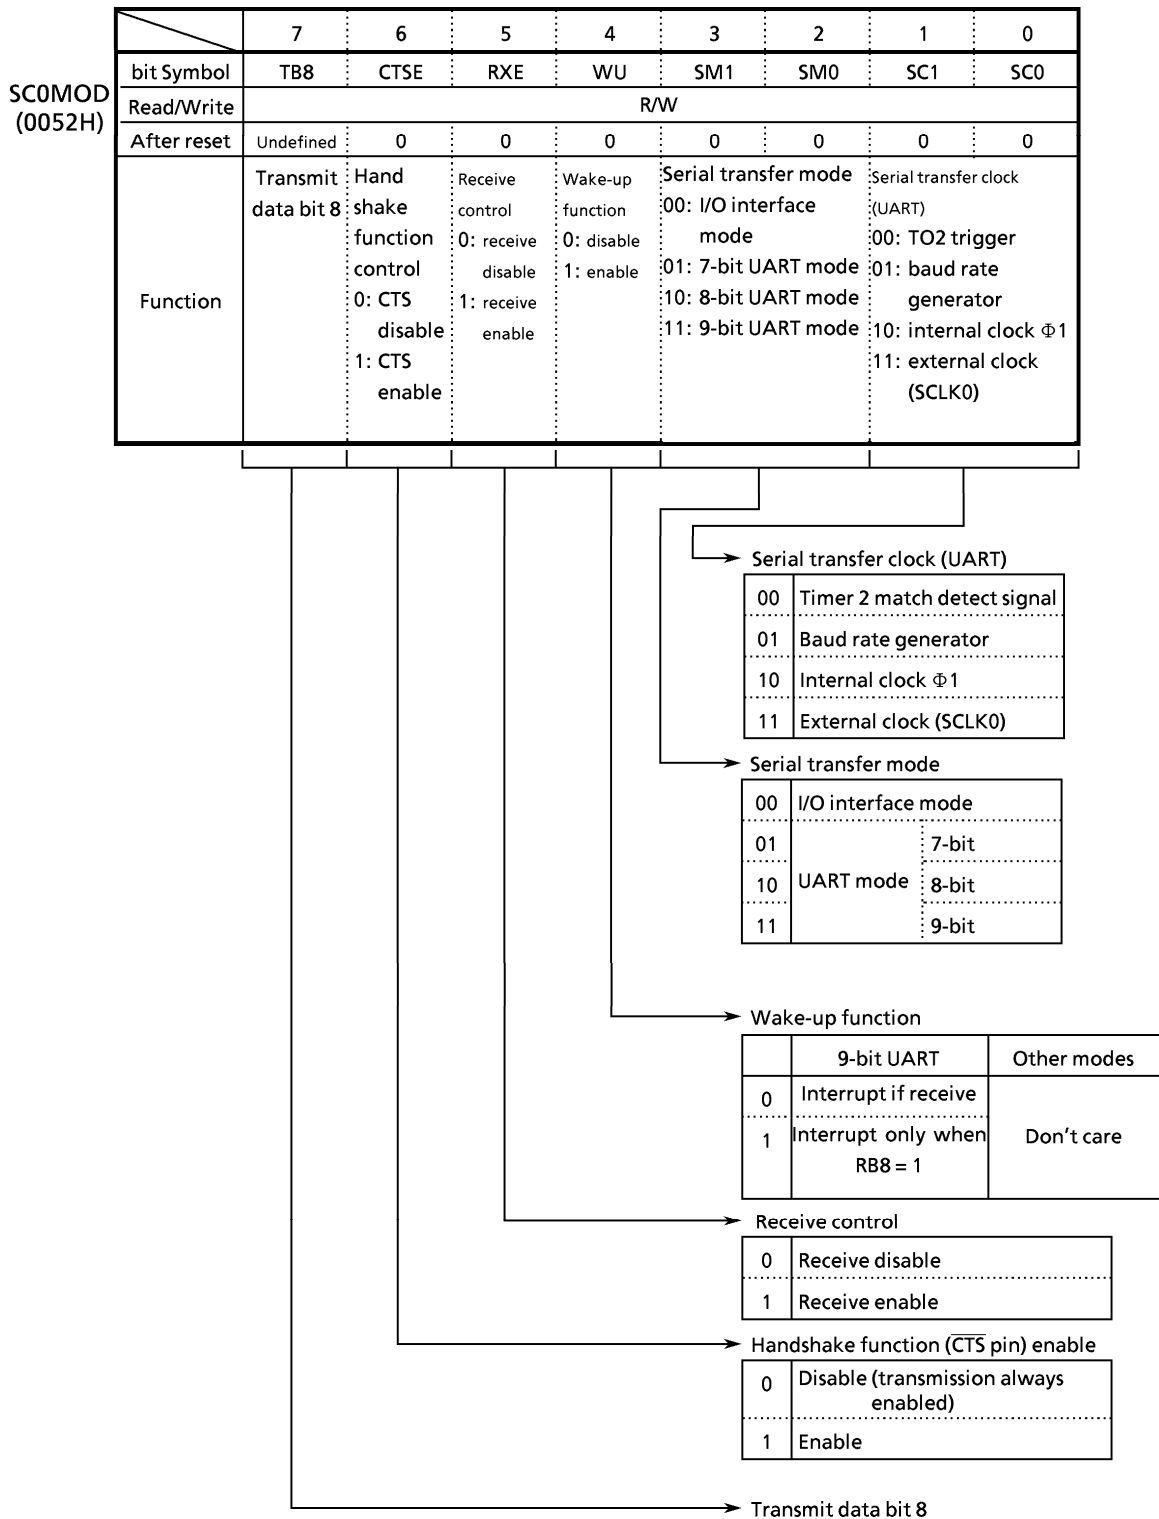 7 6 5 4 3 2 1 0
bit Symbol TB8 CTSE RXE WU SM1 SM0 SC1 SC0
SC0MOD
(0052H)
Read/Write R/W
After reset Undefined 0 0 0 0 0 0 0
Function
Transmit
data bit 8
Hand
shake
function
control
0: CTS
disable
1: CTS
enable
Receive
control
0: receive
disable
1: receive
enable
Wake-up
function
0: disable
1: enable
Serial transfer mode
00: I/O interface
mode
01: 7-bit UART mode
10: 8-bit UART mode
11: 9-bit UART mode
Serial transfer clock
(UART)
00: TO2 trigger
01: baud rate
generator
10: internal clock Φ1
11: external clock
(SCLK0)
Serial transfer clock (UART)
00 Timer 2 match detect signal
01 Baud rate generator
10 Internal clock Φ1
11 External clock (SCLK0)
Serial transfer mode
00 I/O interface mode
01 7-bit
10 UART mode 8-bit
11 9-bit
Wake-up function
9-bit UART Other modes
0 Interrupt if receive
1 Interrupt only when Don't care
RB8 = 1
Receive control
0 Receive disable
1 Receive enable
Handshake function (C̅T̅S̅ pin) enable
0 Disable (transmission always
enabled)
1 Enable
Transmit data bit 8